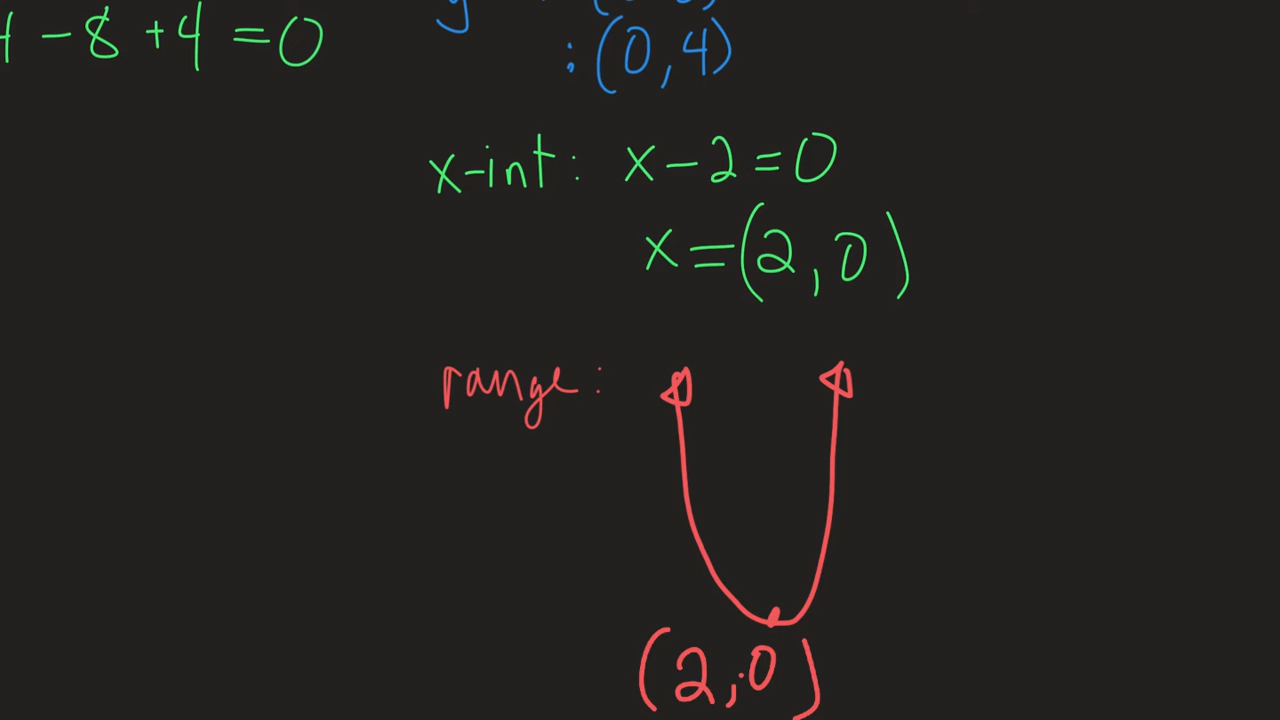 4 - 8 + 4 = 0
: (0, 4)
x-int: x - 2 = 0
x = (2, 0)
range:
(2, 0)